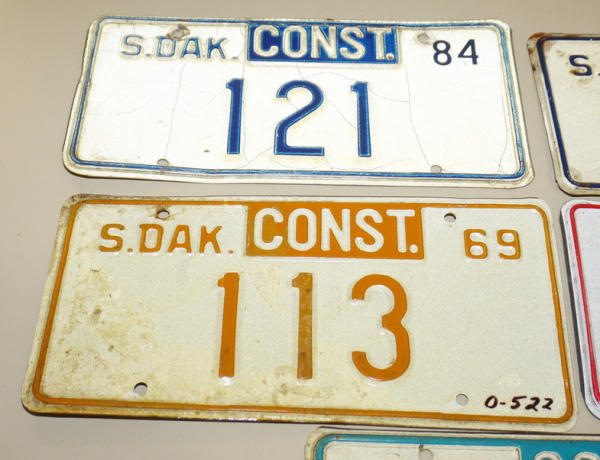 S.DAK. CONST. 84
121
S.
S.DAK. CONST. 69
113
0-522